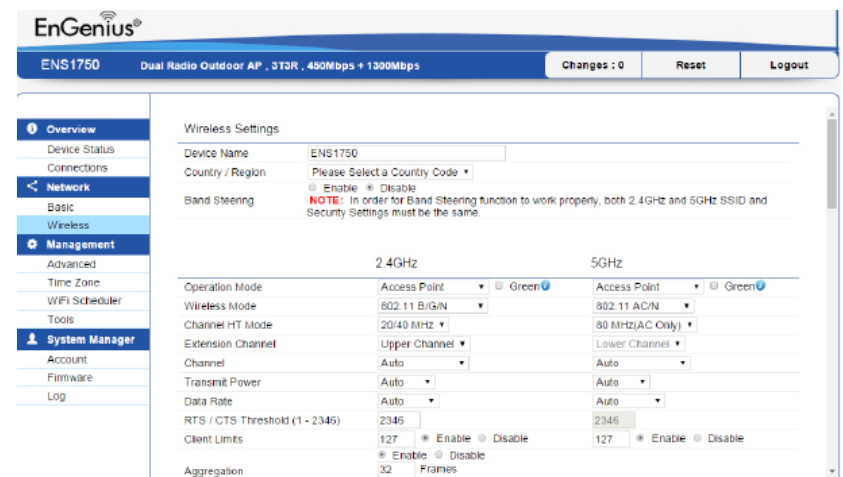 EnGenius®
ENS1750 Dual Radio Outdoor AP , 3T3R , 450Mbps + 1300Mbps Changes : 0 Reset Logout
Overview
Device Status
Connections
Network
Basic
Wireless
Management
Advanced
Time Zone
WiFi Scheduler
Tools
System Manager
Account
Firmware
Log
Wireless Settings
Device Name ENS1750
Country / Region Please Select a Country Code
Band Steering Enable Disable
NOTE: In order for Band Steering function to work properly, both 2.4GHz and 5GHz SSID and
Security Settings must be the same.
2.4GHz 5GHz
Operation Mode Access Point Green Access Point Green
Wireless Mode 802.11 B/G/N 802.11 AC/N
Channel HT Mode 20/40 MHz 80 MHz(AC Only)
Extension Channel Upper Channel Lower Channel
Channel Auto Auto
Transmit Power Auto Auto
Data Rate Auto Auto
RTS / CTS Threshold (1 - 2346) 2346 2346
Client Limits 127 Enable Disable 127 Enable Disable
Enable Disable
Aggregation 32 Frames